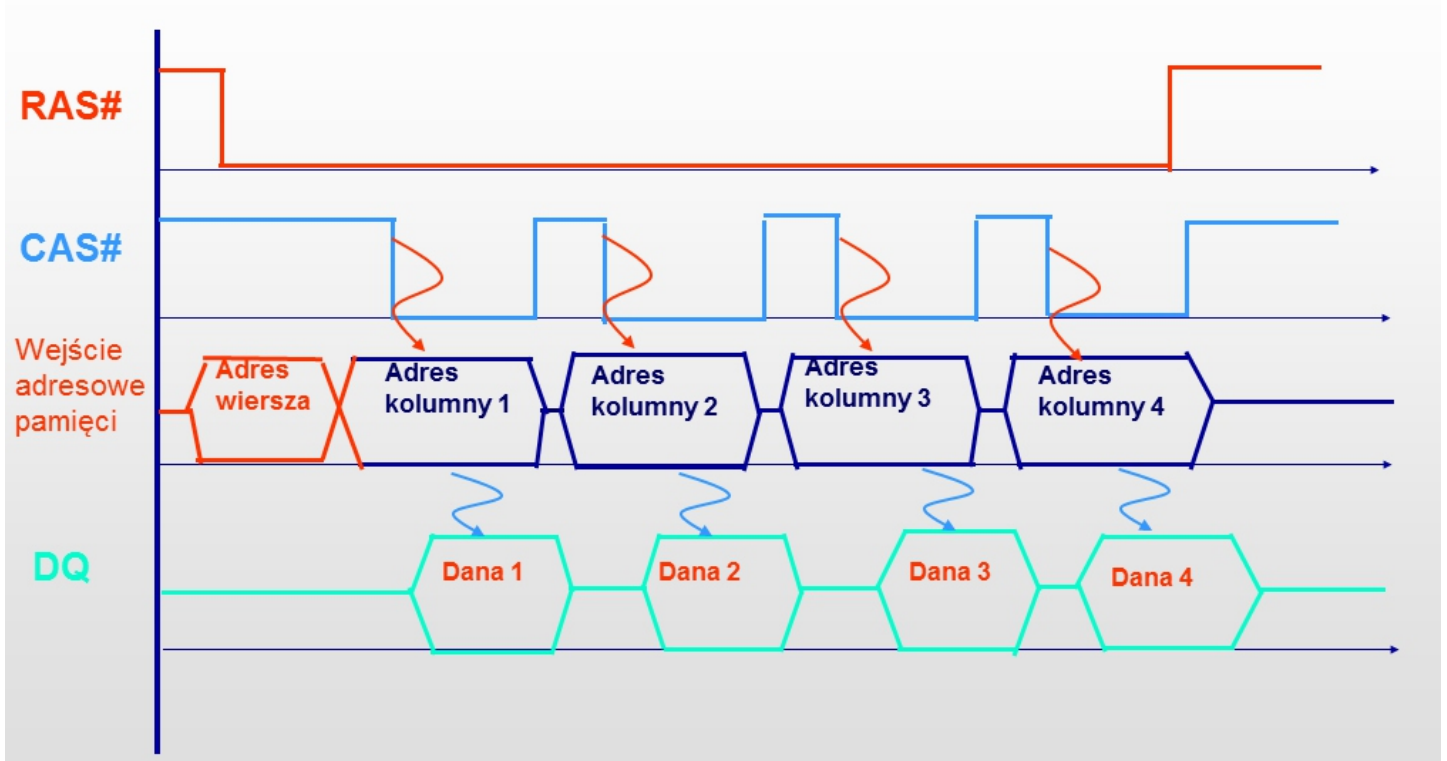 RAS#
CAS#
Wejście
adresowe
pamięci
Adres
wiersza
Adres
kolumny 1
Adres
kolumny 2
Adres
kolumny 3
Adres
kolumny 4
DQ
Dana 1
Dana 2
Dana 3
Dana 4